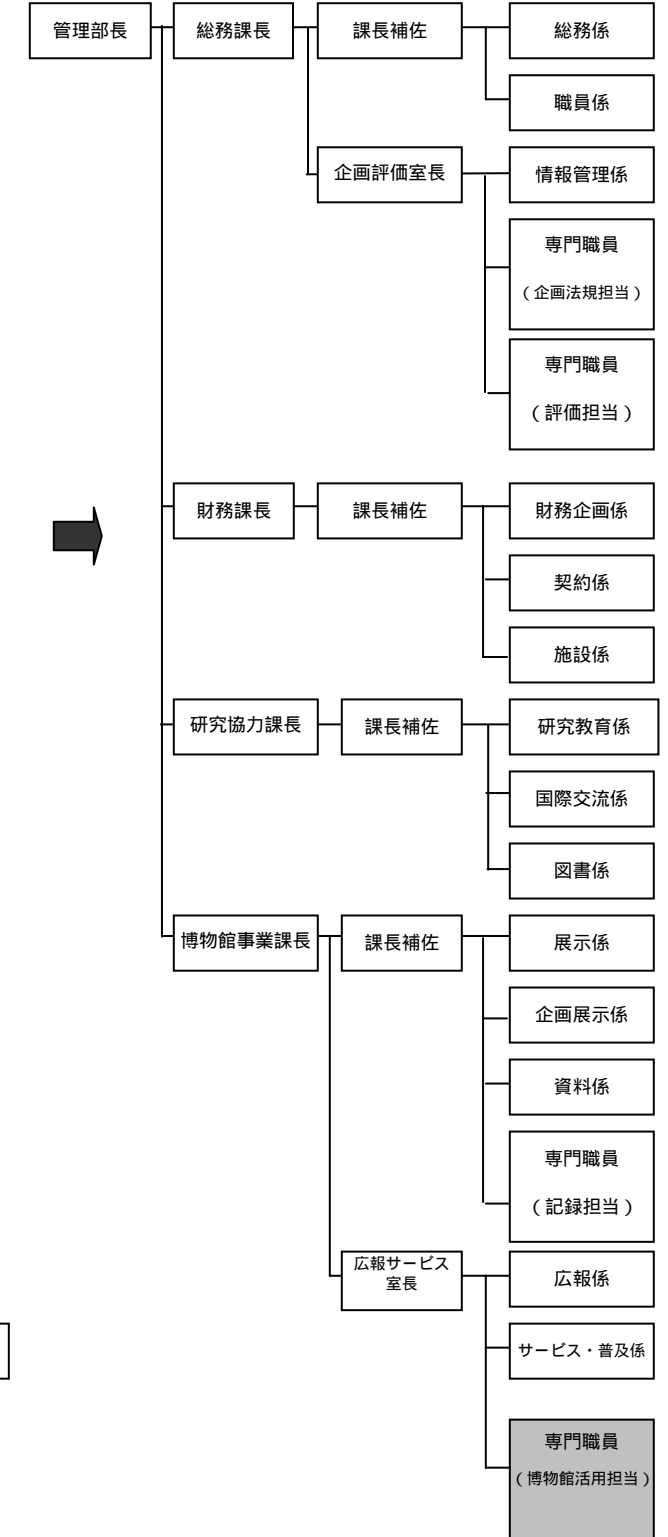 管理部長
総務課長
課長補佐
総務係
職員係
企画評価室長
情報管理係
専門職員
(企画法規担当)
専門職員
(評価担当)
財務課長
課長補佐
財務企画係
契約係
施設係
研究協力課長
課長補佐
研究教育係
国際交流係
図書係
博物館事業課長
課長補佐
展示係
企画展示係
資料係
専門職員
(記録担当)
広報サービス
室長
広報係
サービス・普及係
専門職員
(博物館活用担当)